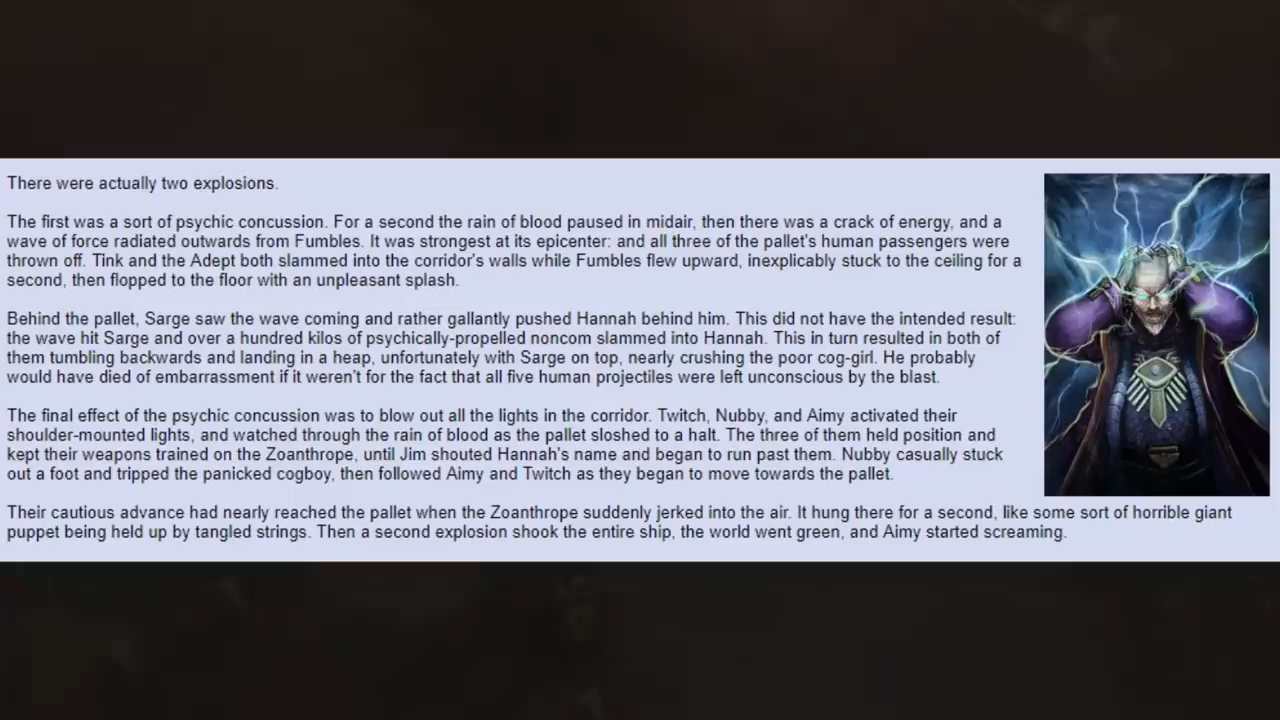 There were actually two explosions.
The first was a sort of psychic concussion. For a second the rain of blood paused in midair, then there was a crack of energy, and a
wave of force radiated outwards from Fumbles. It was strongest at its epicenter: and all three of the pallet's human passengers were
thrown off. Tink and the Adept both slammed into the corridor's walls while Fumbles flew upward, inexplicably stuck to the ceiling for a
second, then flopped to the floor with an unpleasant splash.
Behind the pallet, Sarge saw the wave coming and rather gallantly pushed Hannah behind him. This did not have the intended result:
the wave hit Sarge and over a hundred kilos of psychically-propelled noncom slammed into Hannah. This in turn resulted in both of
them tumbling backwards and landing in a heap, unfortunately with Sarge on top, nearly crushing the poor cog-girl. He probably
would have died of embarrassment if it weren't for the fact that all five human projectiles were left unconscious by the blast.
The final effect of the psychic concussion was to blow out all the lights in the corridor. Twitch, Nubby, and Aimy activated their
shoulder-mounted lights, and watched through the rain of blood as the pallet sloshed to a halt. The three of them held position and
kept their weapons trained on the Zoanthrope, until Jim shouted Hannah's name and began to run past them. Nubby casually stuck
out a foot and tripped the panicked cogboy, then followed Aimy and Twitch as they began to move towards the pallet.
Their cautious advance had nearly reached the pallet when the Zoanthrope suddenly jerked into the air. It hung there for a second, like some sort of horrible giant
puppet being held up by tangled strings. Then a second explosion shook the entire ship, the world went green, and Aimy started screaming.